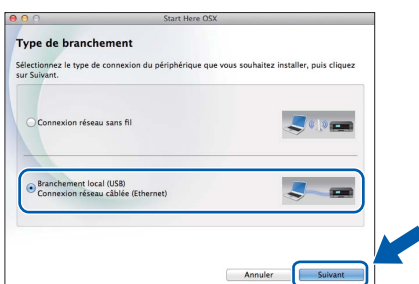 Start Here OSX
Type de branchement
Sélectionnez le type de connexion du périphérique que vous souhaitez installer, puis cliquez
sur Suivant.
Connexion réseau sans fil
Branchement local (USB)
Connexion réseau câblée (Ethernet)
Annuler
Suivant